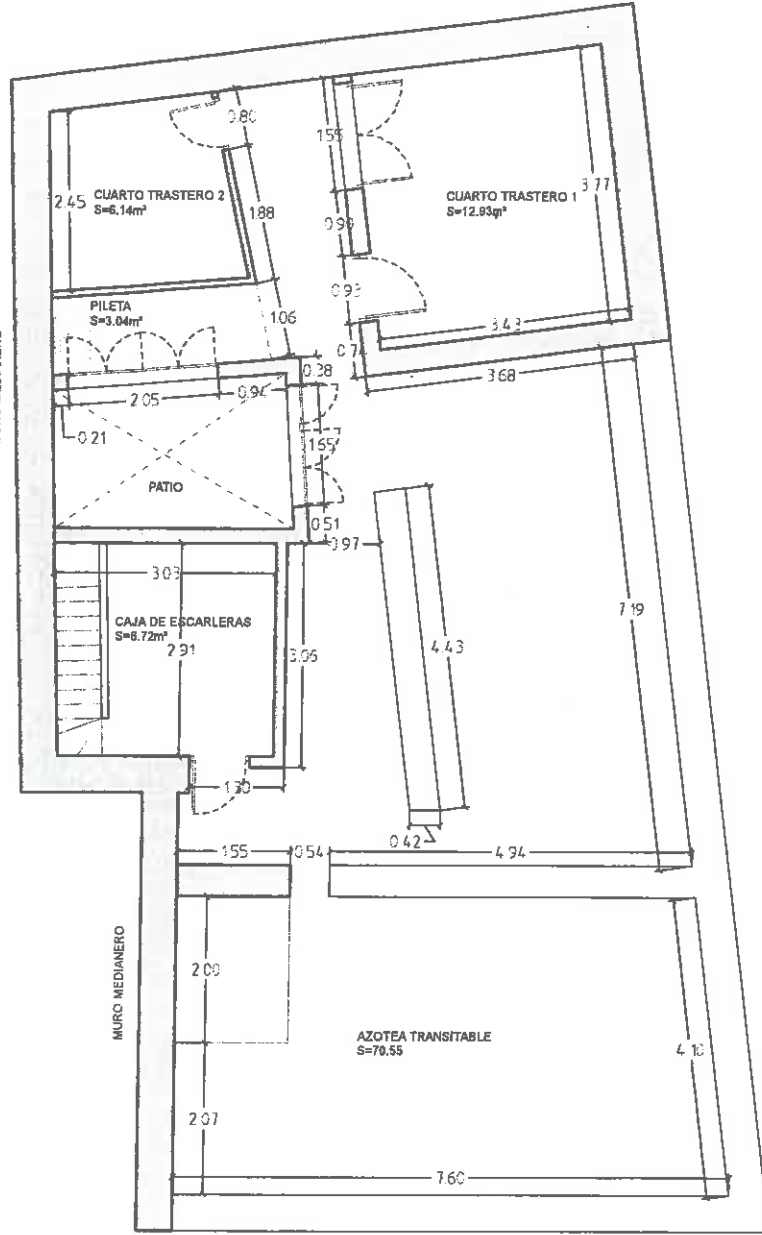 0.80
1.55
CUARTO TRASTERO 2
S=6.14m²
2.45
1.88
0.90
CUARTO TRASTERO 1
S=12.93m²
3.77
PILETA
S=3.04m²
1.06
0.93
3.43
0.7
0.38
3.68
2.05
0.94
0.21
1.65
PATIO
0.51
0.97
3.03
CAJA DE ESCARLERAS
S=8.72m²
2.91
3.06
4.43
7.19
1.30
0.42
1.55
0.54
4.94
MURO MEDIANERO
2.00
AZOTEA TRANSITABLE
S=70.55
4.10
2.07
7.60